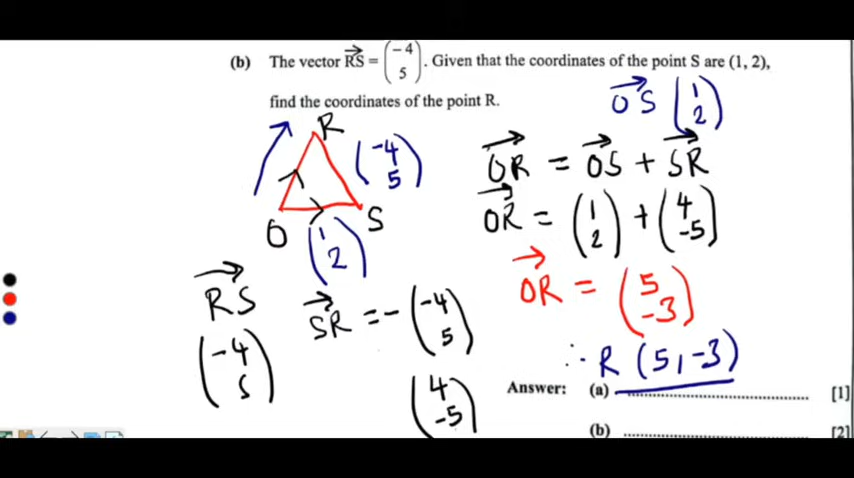 (b) The vector RS = (-4 5). Given that the coordinates of the point S are (1, 2),
find the coordinates of the point R.
OS (1 2)
R
(-4 5)
O
S
(1 2)
OR = OS + SR
OR = (1 2) + (4 -5)
OR = (5 -3)
∴ R (5, -3)
RS
(-4 5)
SR = - (-4 5)
(4 -5)
Answer: (a) .......................................... [1]
(b) .......................................... [2]